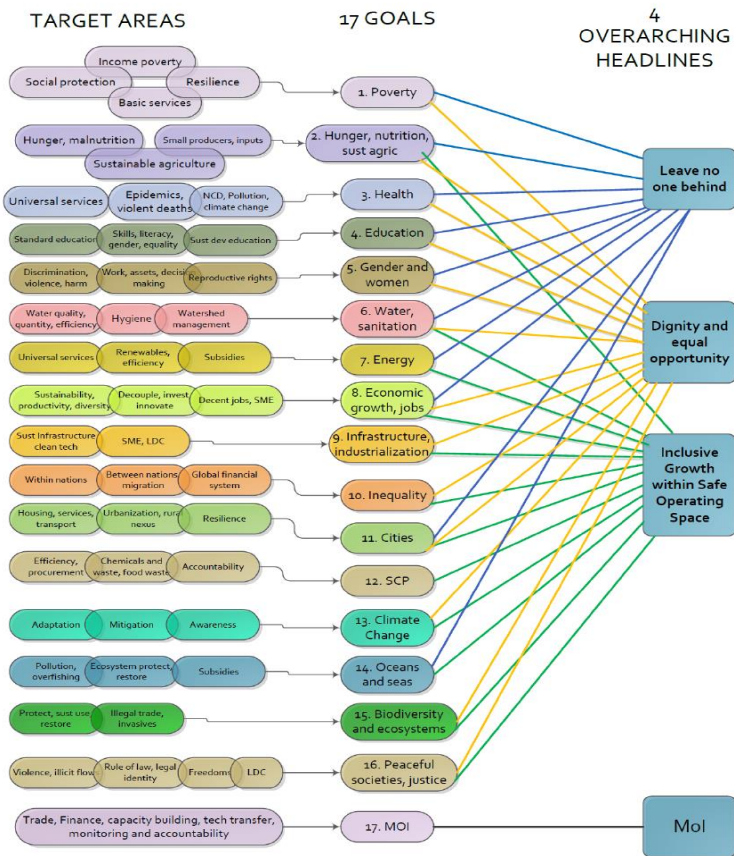 TARGET AREAS
17 GOALS
4
OVERARCHING
HEADLINES
Income poverty
Social protection
Resilience
Basic services
1. Poverty
Hunger, malnutrition
Small producers, inputs
Sustainable agriculture
2. Hunger, nutrition,
sust agric
Leave no
one behind
Universal services
Epidemics,
violent deaths
NCD, Pollution,
climate change
3. Health
Standard education
Skills, literacy,
gender, equality
Sust dev education
4. Education
Discrimination,
violence, harm
Work, assets, decision
making
Reproductive rights
5. Gender and
women
Water quality,
quantity, efficiency
Hygiene
Watershed
management
6. Water,
sanitation
Dignity and
equal
opportunity
Universal services
Renewables,
efficiency
Subsidies
7. Energy
Sustainability,
productivity, diversity
Decouple, invest,
innovate
Decent jobs, SME
8. Economic
growth, jobs
Sust Infrastructure
clean tech
SME, LDC
9. Infrastructure,
industrialization
Inclusive
Growth
within Safe
Operating
Space
Within nations
Between nations,
migration
Global financial
system
10. Inequality
Housing, services,
transport
Urbanization, rural
nexus
Resilience
11. Cities
Efficiency,
procurement
Chemicals and
waste, food waste
Accountability
12. SCP
Adaptation
Mitigation
Awareness
13. Climate
Change
Pollution,
overfishing
Ecosystem protect,
restore
Subsidies
14. Oceans
and seas
Protect, sust use,
restore
Illegal trade,
invasives
15. Biodiversity
and ecosystems
Violence, illicit flow
Rule of law, legal
identity
Freedoms
LDC
16. Peaceful
societies, justice
Trade, Finance, capacity building, tech transfer,
monitoring and accountability
17. MOI
MoI